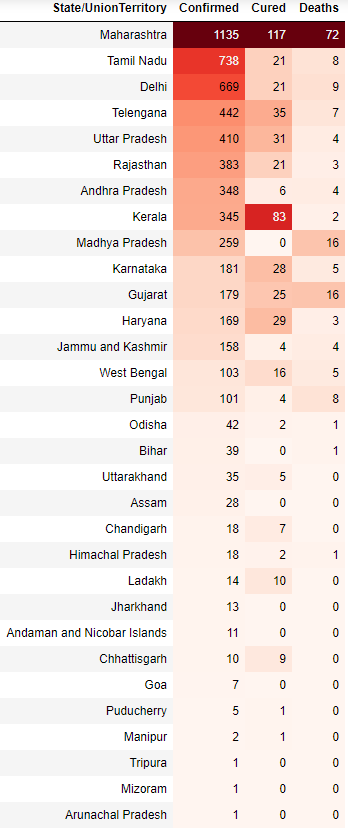 State/UnionTerritory Confirmed Cured Deaths
Maharashtra 1135 117 72
Tamil Nadu 738 21 8
Delhi 669 21 9
Telengana 442 35 7
Uttar Pradesh 410 31 4
Rajasthan 383 21 3
Andhra Pradesh 348 6 4
Kerala 345 83 2
Madhya Pradesh 259 0 16
Karnataka 181 28 5
Gujarat 179 25 16
Haryana 169 29 3
Jammu and Kashmir 158 4 4
West Bengal 103 16 5
Punjab 101 4 8
Odisha 42 2 1
Bihar 39 0 1
Uttarakhand 35 5 0
Assam 28 0 0
Chandigarh 18 7 0
Himachal Pradesh 18 2 1
Ladakh 14 10 0
Jharkhand 13 0 0
Andaman and Nicobar Islands 11 0 0
Chhattisgarh 10 9 0
Goa 7 0 0
Puducherry 5 1 0
Manipur 2 1 0
Tripura 1 0 0
Mizoram 1 0 0
Arunachal Pradesh 1 0 0